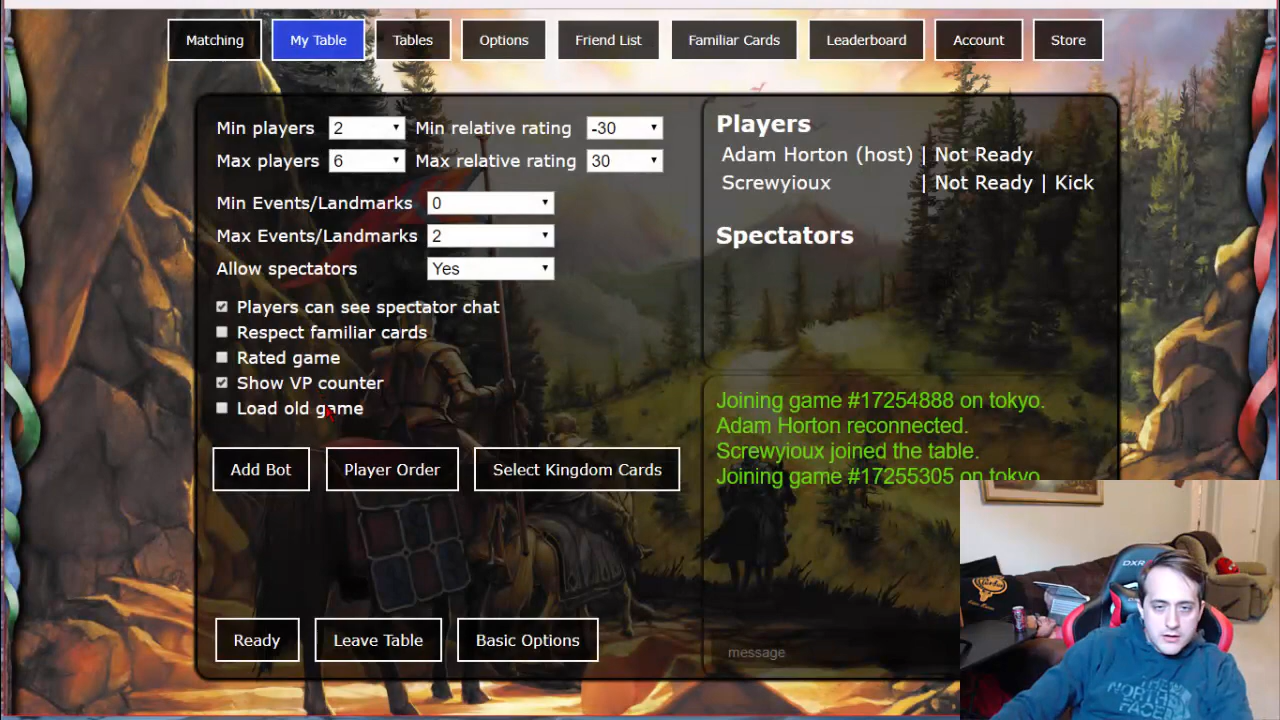 Matching My Table Tables Options Friend List Familiar Cards Leaderboard Account Store
Min players 2 Min relative rating -30
Max players 6 Max relative rating 30
Min Events/Landmarks 0
Max Events/Landmarks 2
Allow spectators Yes
Players can see spectator chat
Respect familiar cards
Rated game
Show VP counter
Load old game
Add Bot Player Order Select Kingdom Cards
Ready Leave Table Basic Options
Players
Adam Horton (host) | Not Ready
Screwyioux | Not Ready | Kick
Spectators
Joining game #17254888 on tokyo.
Adam Horton reconnected.
Screwyioux joined the table.
Joining game #17255305 on tokyo
message
DXR
THE
NORTH
FACE